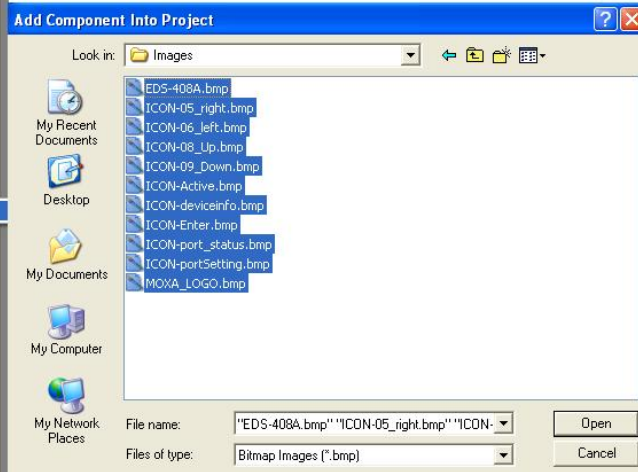 Add Component Into Project
Look in: Images
EDS-408A.bmp
ICON-05_right.bmp
ICON-06_left.bmp
ICON-08_Up.bmp
ICON-09_Down.bmp
ICON-Active.bmp
ICON-deviceinfo.bmp
ICON-Enter.bmp
ICON-port_status.bmp
ICON-portSetting.bmp
MOXA_LOGO.bmp
My Recent
Documents
Desktop
My Documents
My Computer
My Network
Places
File name: "EDS-408A.bmp" "ICON-05_right.bmp" "ICON- Open
Files of type: Bitmap Images (*.bmp) Cancel